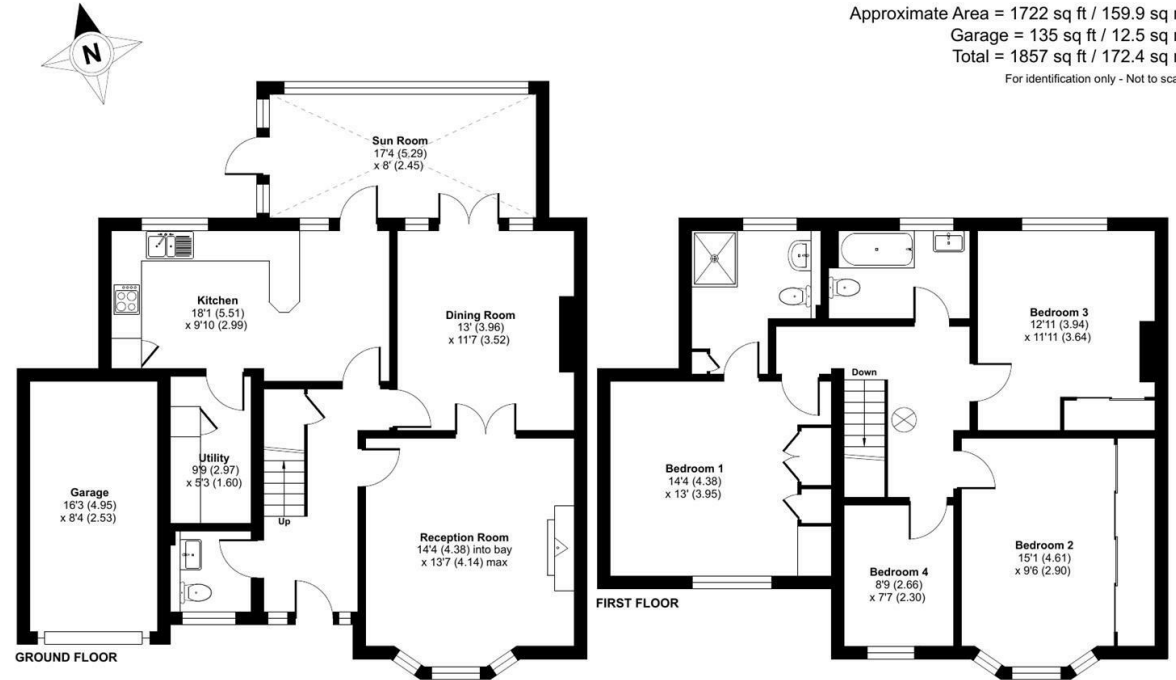 Approximate Area = 1722 sq ft / 159.9 sq
Garage = 135 sq ft / 12.5 sq
Total = 1857 sq ft / 172.4 sq
For identification only - Not to
N
Sun Room
17'4 (5.29)
x 8' (2.45)
Kitchen
18'1 (5.51)
x 9'10 (2.99)
Dining Room
13' (3.96)
x 11'7 (3.52)
Utility
9'9 (2.97)
x 5'3 (1.60)
Garage
16'3 (4.95)
x 8'4 (2.53)
Up
Reception Room
14'4 (4.38) into bay
x 13'7 (4.14) max
GROUND FLOOR
Bedroom 3
12'11 (3.94)
x 11'11 (3.64)
Down
Bedroom 1
14'4 (4.38)
x 13' (3.95)
Bedroom 2
15'1 (4.61)
x 9'6 (2.90)
Bedroom 4
8'9 (2.66)
x 7'7 (2.30)
FIRST FLOOR